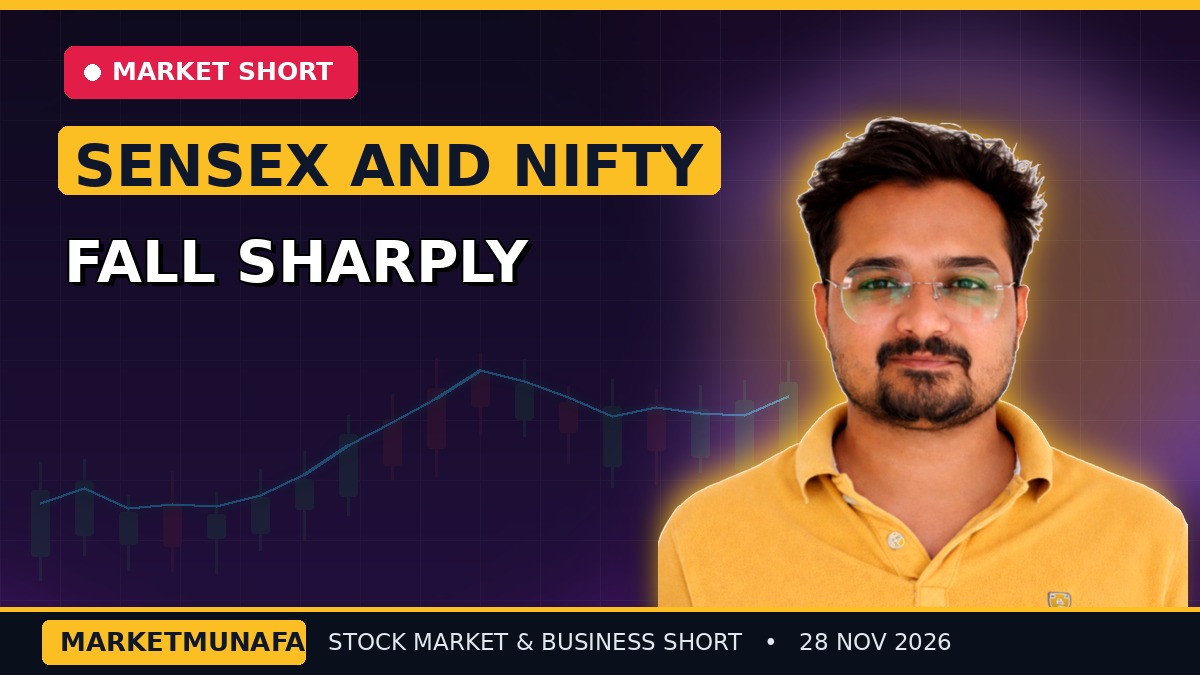 MARKET SHORT
SENSEX AND NIFTY
FALL SHARPLY
MARKETMUNAFA STOCK MARKET & BUSINESS SHORT • 28 NOV 2026